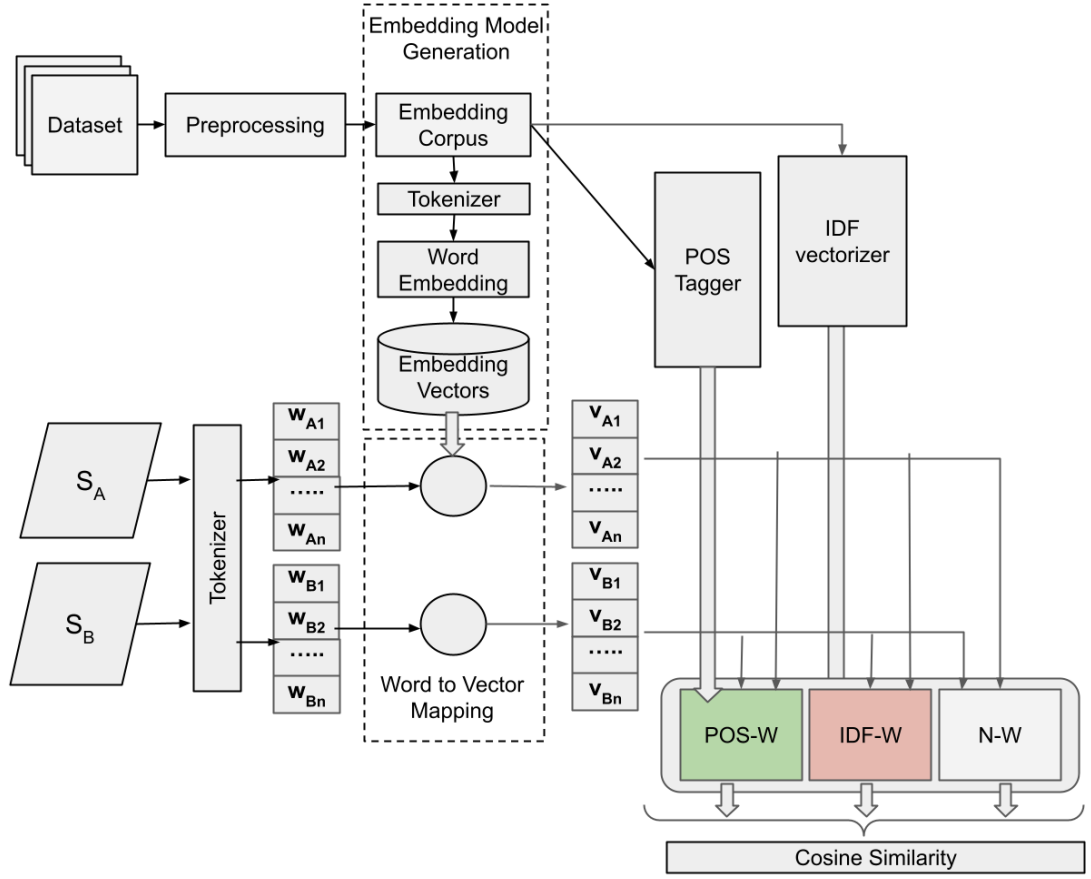 Embedding Model
Generation
Dataset
Preprocessing
Embedding
Corpus
Tokenizer
Word
Embedding
Embedding
Vectors
POS
Tagger
IDF
vectorizer
S_A
S_B
Tokenizer
w_A1
w_A2
.....
w_An
w_B1
w_B2
.....
w_Bn
Word to Vector
Mapping
v_A1
v_A2
.....
v_An
v_B1
v_B2
.....
v_Bn
POS-W
IDF-W
N-W
Cosine Similarity